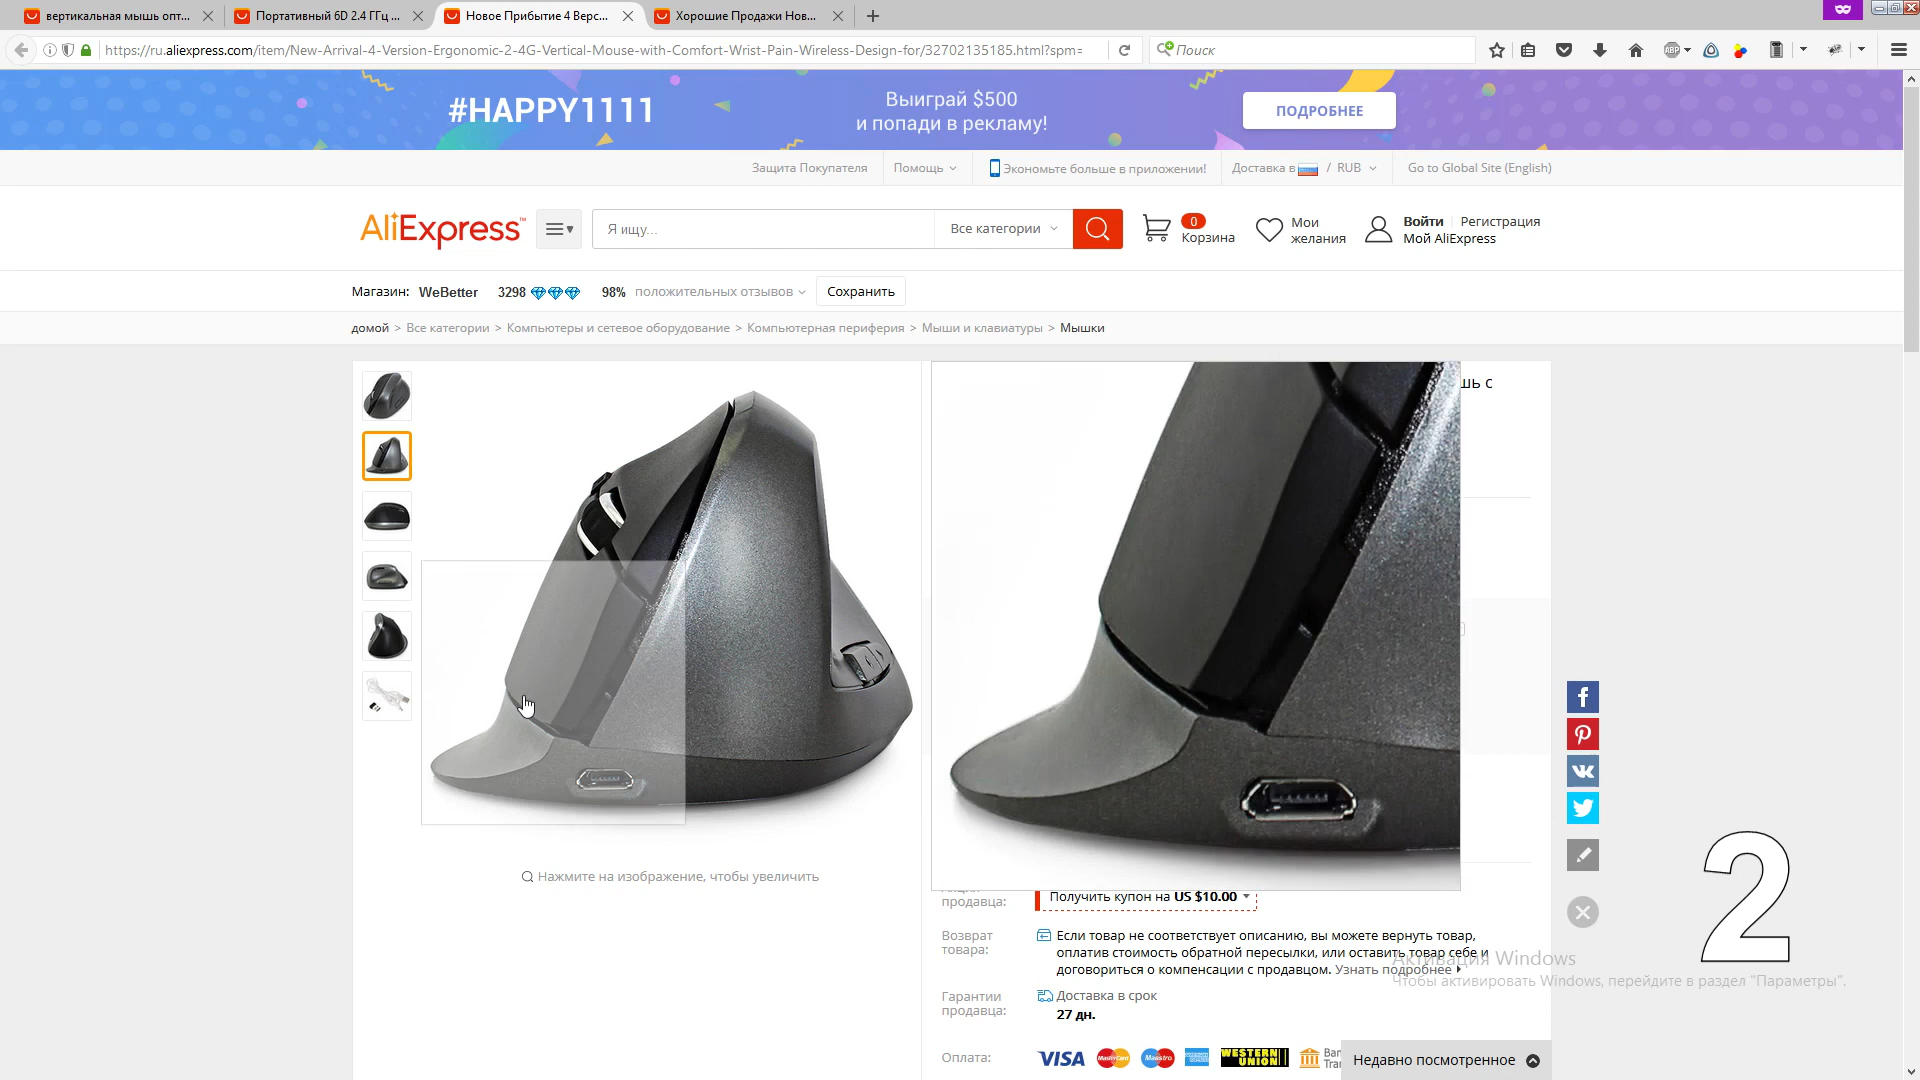 вертикальная мышь опт...
Портативный 6D 2.4 ГГц ...
Новое Прибытие 4 Верс...
Хорошие Продажи Нов...
https://ru.aliexpress.com/item/New-Arrival-4-Version-Ergonomic-2-4G-Vertical-Mouse-with-Comfort-Wrist-Pain-Wireless-Design-for/32702135185.html?spm=
Поиск
ABP
#HAPPY1111
Выиграй $500
и попади в рекламу!
ПОДРОБНЕЕ
Защита Покупателя
Помощь
Экономьте больше в приложении!
Доставка в / RUB
Go to Global Site (English)
AliExpress™
Я ищу...
Все категории
0
Корзина
Мои
желания
Войти
Регистрация
Мой AliExpress
Магазин: WeBetter 3298 98% положительных отзывов
Сохранить
домой > Все категории > Компьютеры и сетевое оборудование > Компьютерная периферия > Мыши и клавиатуры > Мышки
шь с
Нажмите на изображение, чтобы увеличить
продавца:
Получить купон на US $10.00
Возврат
товара:
Если товар не соответствует описанию, вы можете вернуть товар,
оплатив стоимость обратной пересылки, или оставить товар себе и
договориться о компенсации с продавцом. Узнать подробнее
Гарантии
продавца:
Доставка в срок
27 дн.
Оплата:
VISA
MasterCard
Maestro
WESTERN
UNION
Недавно посмотренное
2
Активация Windows
Чтобы активировать Windows, перейдите в раздел "Параметры".